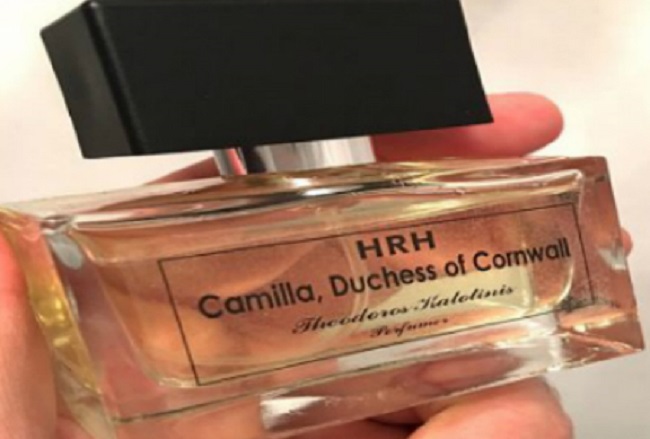 HRH
Camilla, Duchess of Cornwall
Theodoros Kalotinis
Perfumer